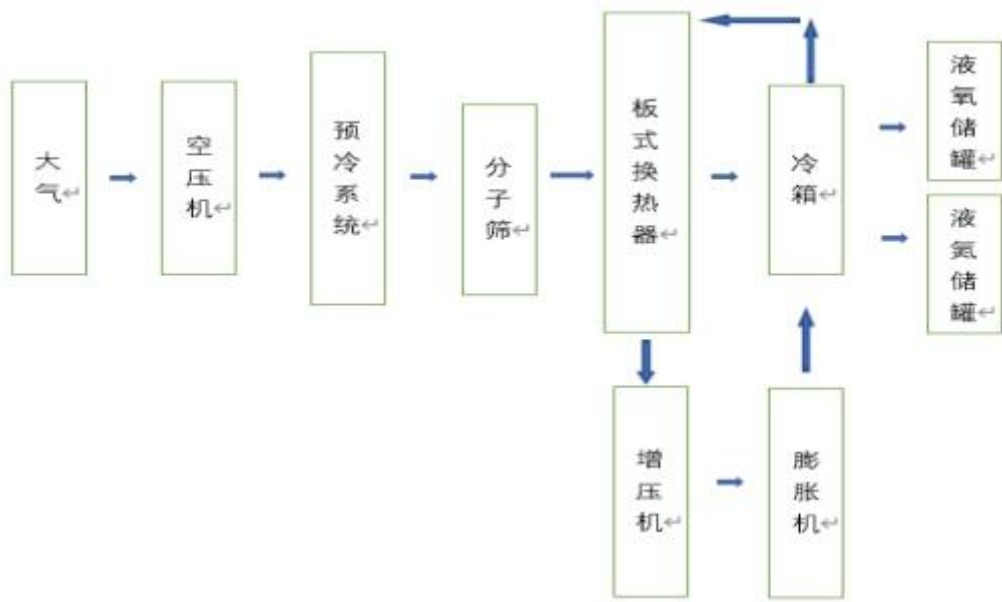 大气
空压机
预冷系统
分子筛
板式换热器
冷箱
液氧储罐
液氮储罐
增压机
膨胀机